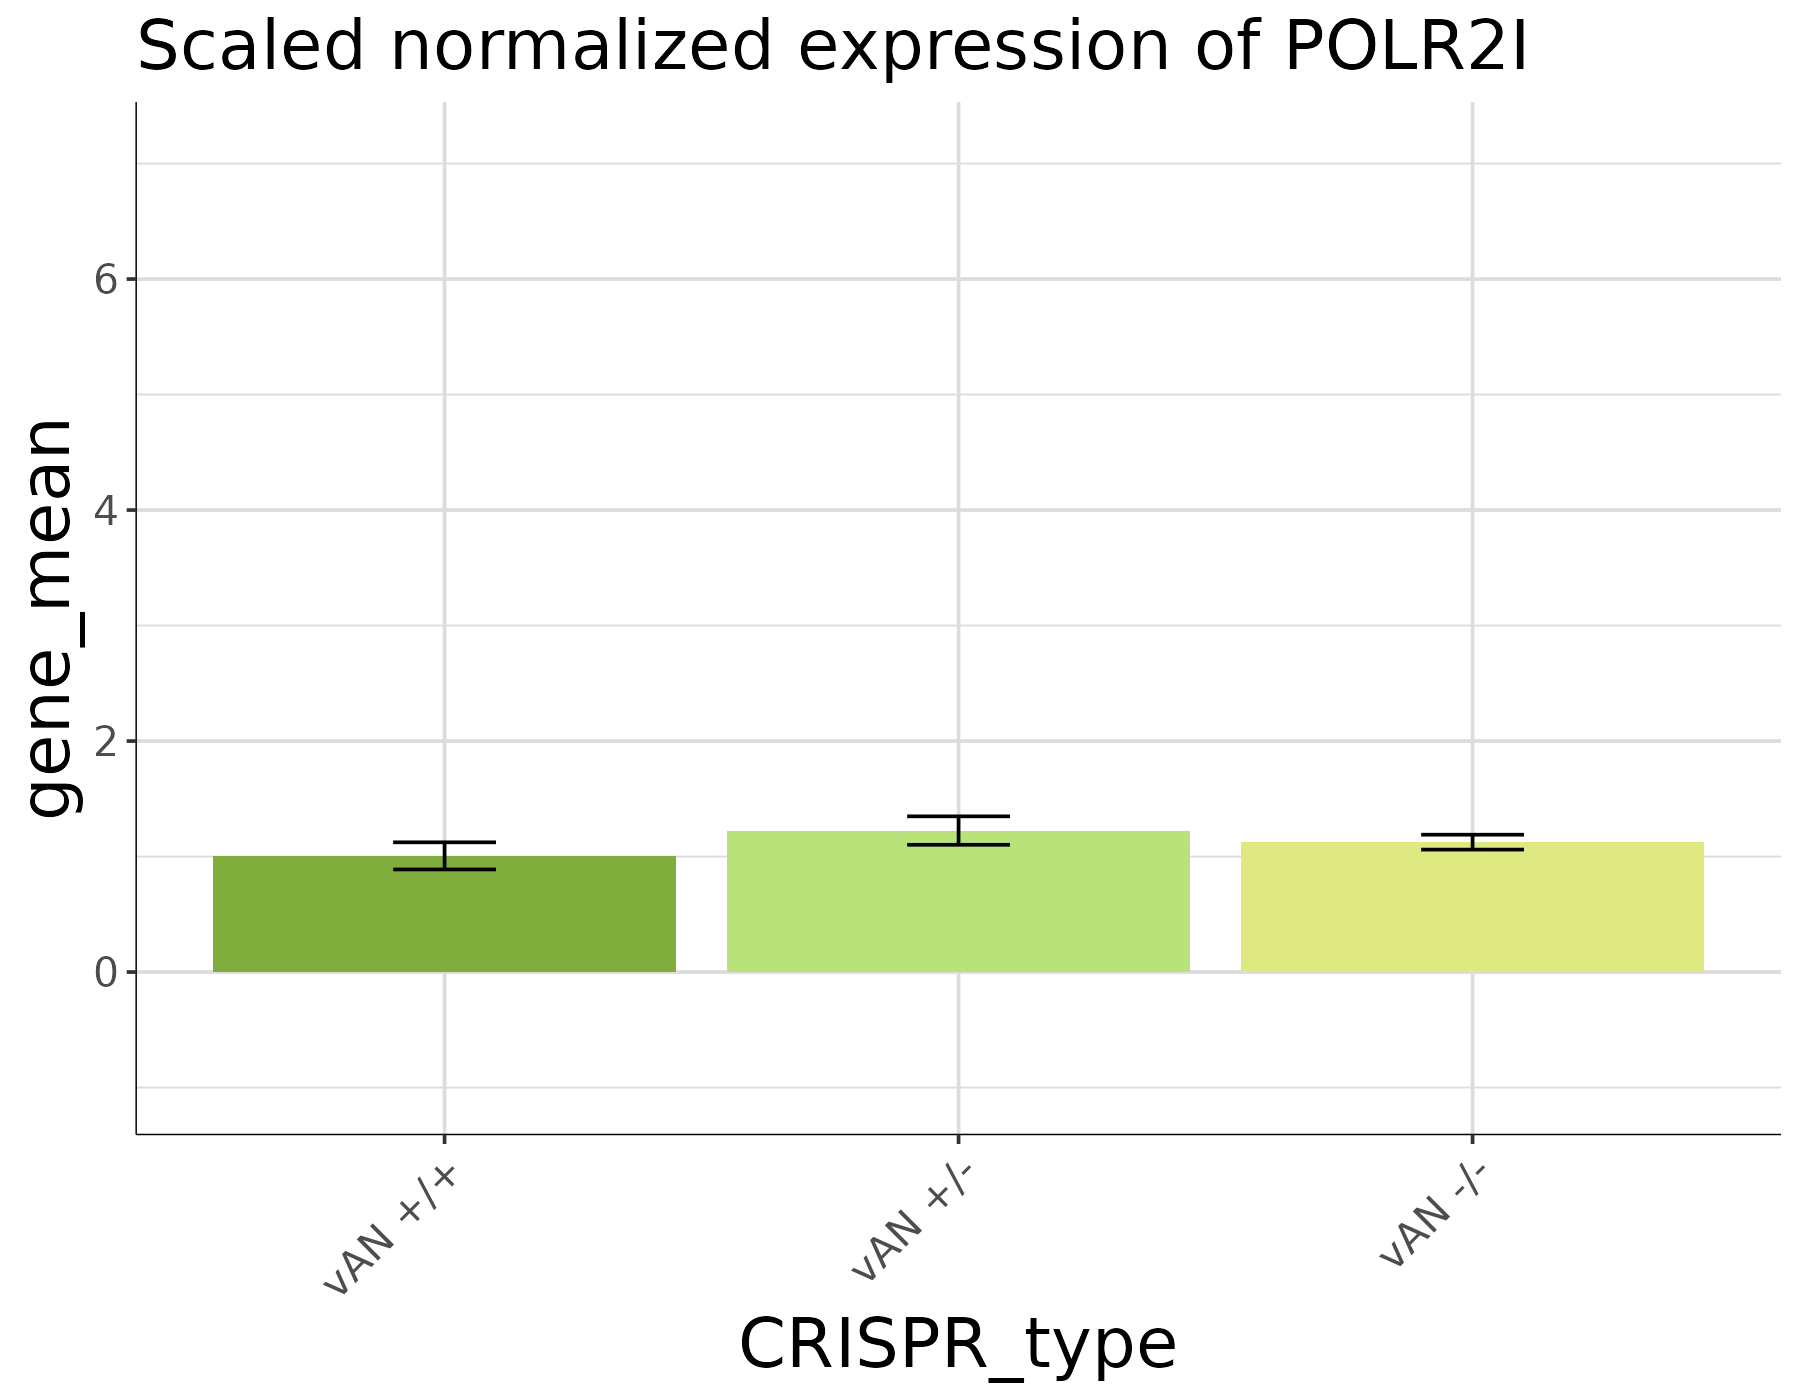 Scaled normalized expression of POLR2I
gene_mean
6
4
2
0
vAN +/+
vAN +/-
vAN -/-
CRISPR_type